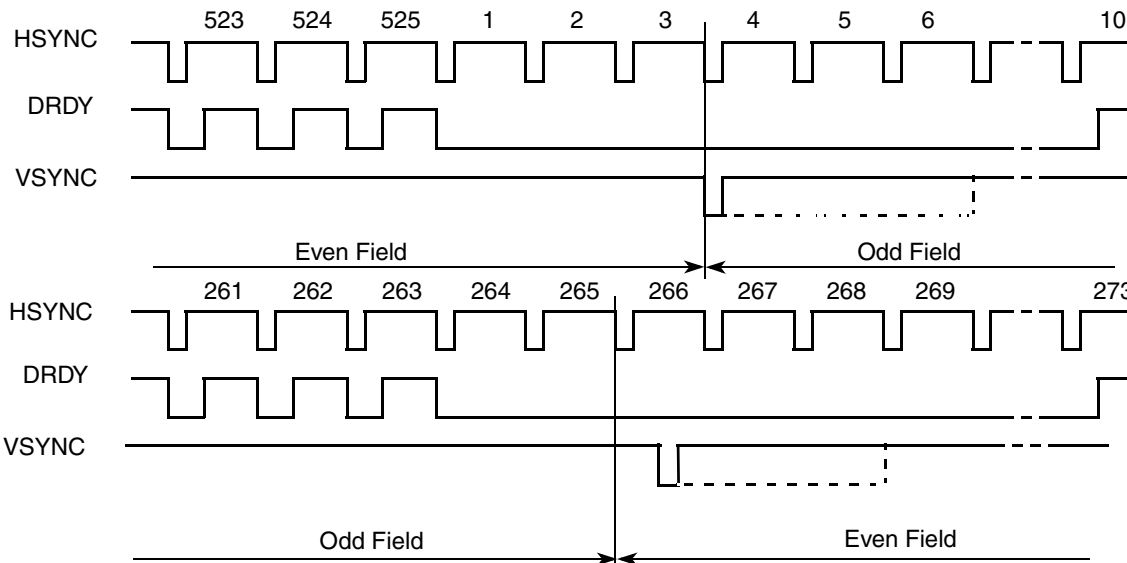 523 524 525 1 2 3 4 5 6 10
HSYNC
DRDY
VSYNC
Even Field Odd Field
261 262 263 264 265 266 267 268 269 273
HSYNC
DRDY
VSYNC
Odd Field Even Field